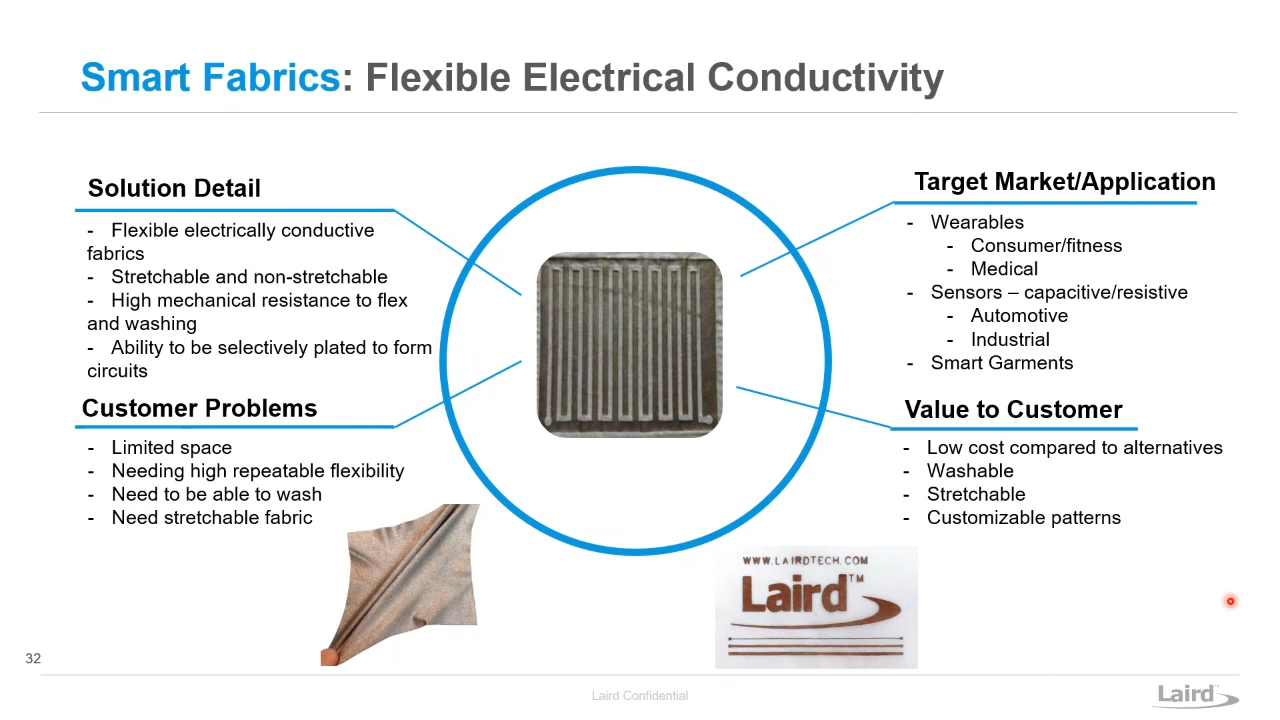 Smart Fabrics: Flexible Electrical Conductivity
Solution Detail
- Flexible electrically conductive
fabrics
- Stretchable and non-stretchable
- High mechanical resistance to flex
and washing
- Ability to be selectively plated to form
circuits
Customer Problems
- Limited space
- Needing high repeatable flexibility
- Need to be able to wash
- Need stretchable fabric
Target Market/Application
- Wearables
- Consumer/fitness
- Medical
- Sensors – capacitive/resistive
- Automotive
- Industrial
- Smart Garments
Value to Customer
- Low cost compared to alternatives
- Washable
- Stretchable
- Customizable patterns
WWW.LAIRDTECH.COM
Laird™
32
Laird Confidential
Laird™